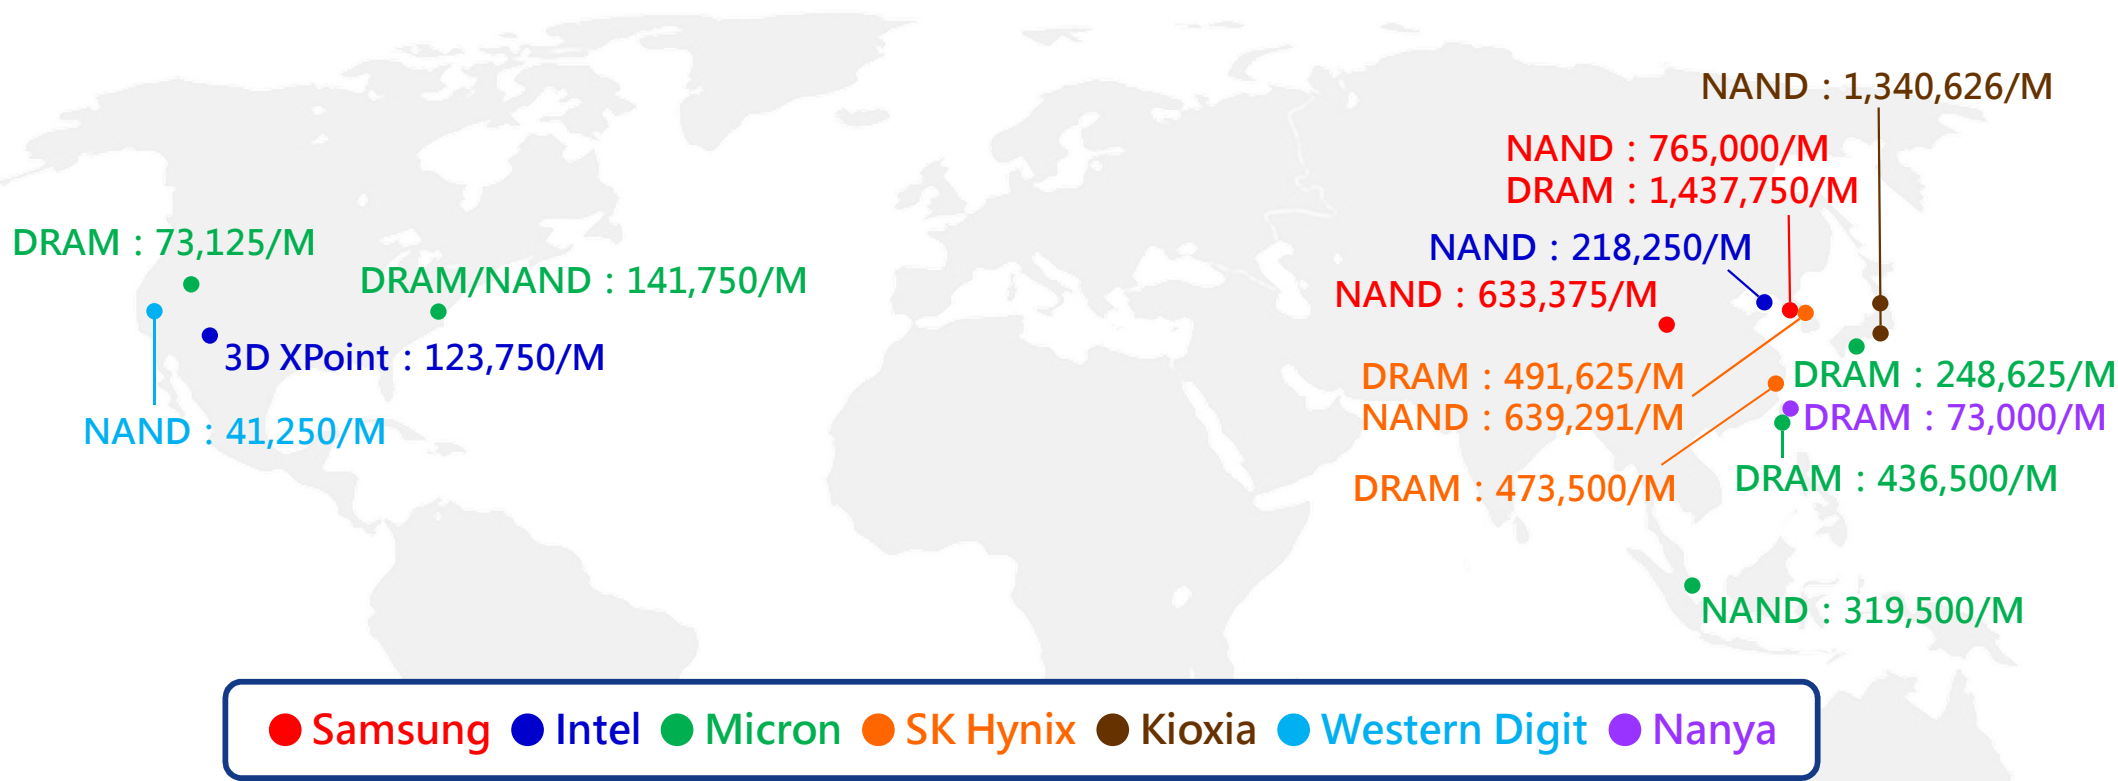 NAND：1,340,626/M
NAND：765,000/M
DRAM：1,437,750/M
DRAM：73,125/M
NAND：218,250/M
DRAM/NAND：141,750/M
NAND：633,375/M
3D XPoint：123,750/M
DRAM：491,625/M
DRAM：248,625/M
NAND：639,291/M
DRAM：73,000/M
NAND：41,250/M
DRAM：473,500/M
DRAM：436,500/M
NAND：319,500/M
Samsung Intel Micron SK Hynix Kioxia Western Digit Nanya